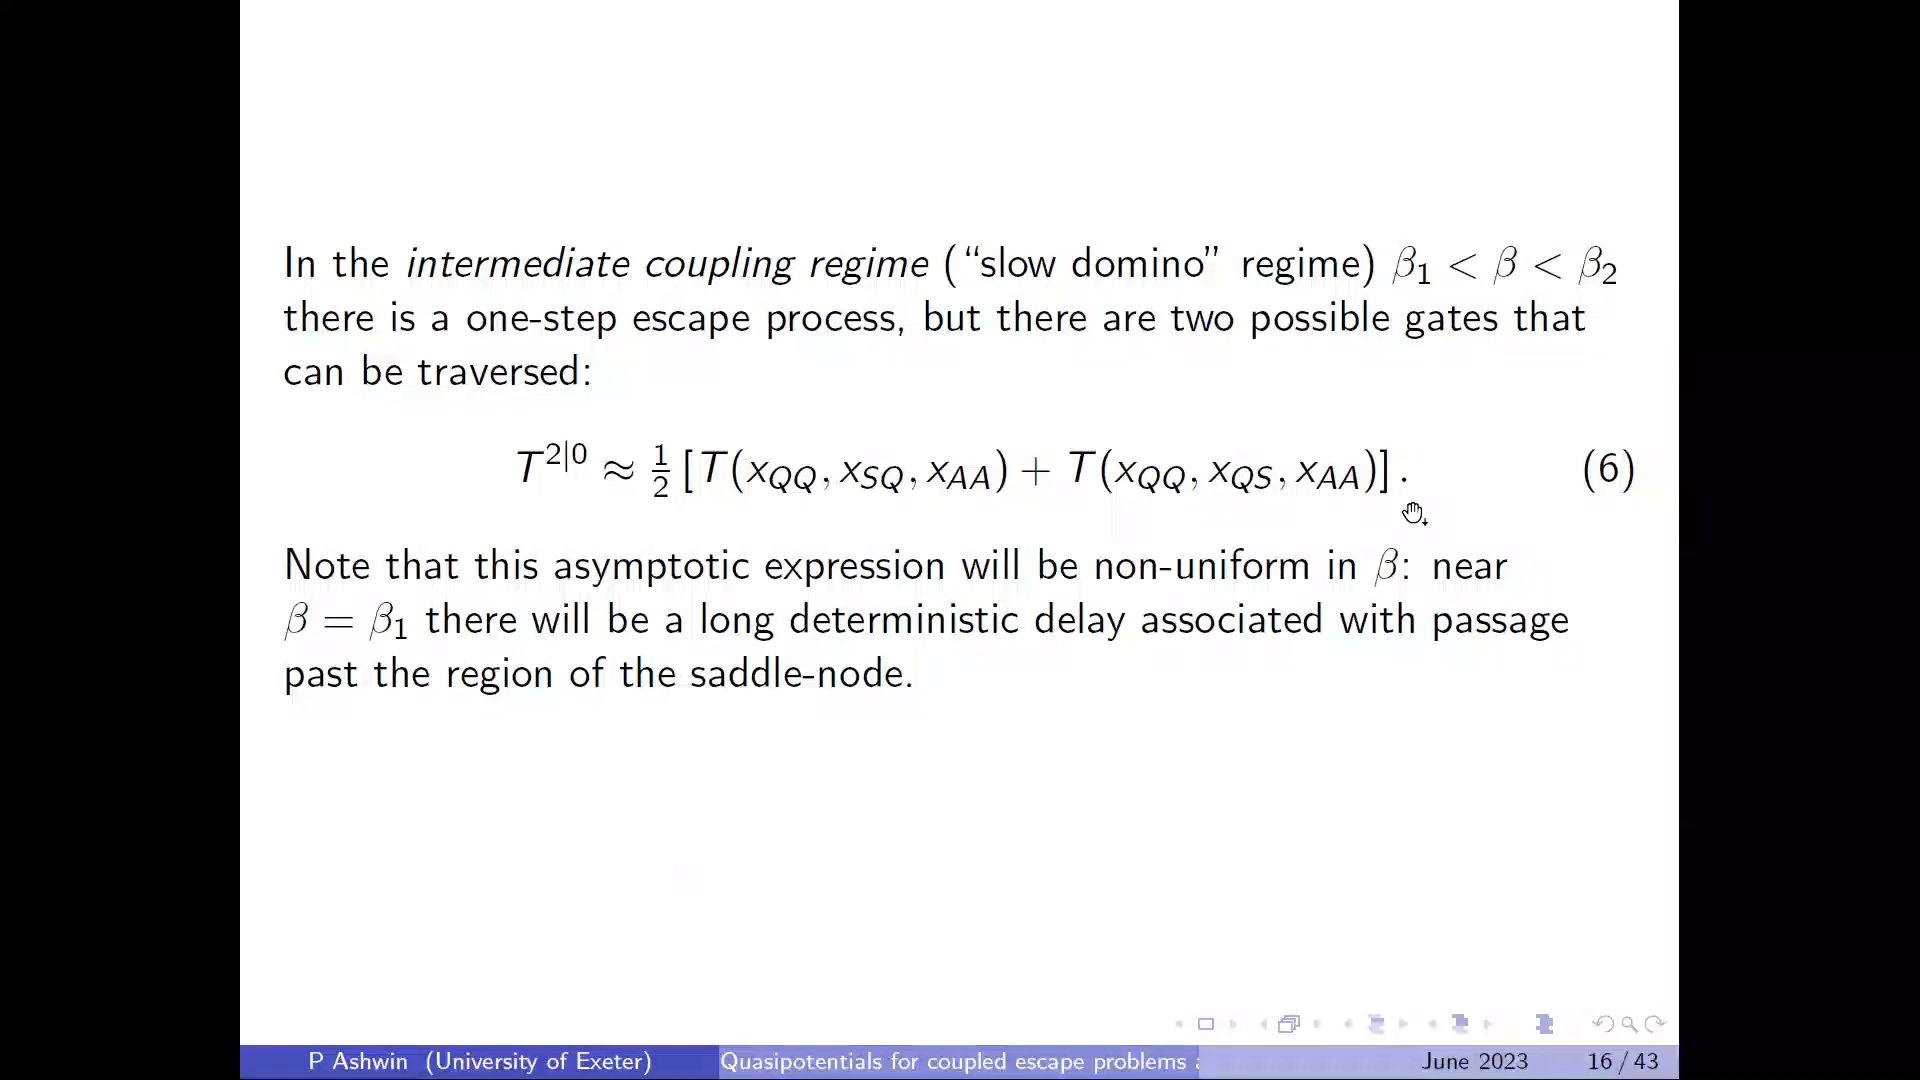 In the intermediate coupling regime (“slow domino” regime) β₁ < β < β₂
there is a one-step escape process, but there are two possible gates that
can be traversed:
T^{2|0} ≈ ½ [T(x_{QQ}, x_{SQ}, x_{AA}) + T(x_{QQ}, x_{QS}, x_{AA})] . (6)
Note that this asymptotic expression will be non-uniform in β: near
β = β₁ there will be a long deterministic delay associated with passage
past the region of the saddle-node.
P Ashwin (University of Exeter) Quasipotentials for coupled escape problems June 2023 16 / 43